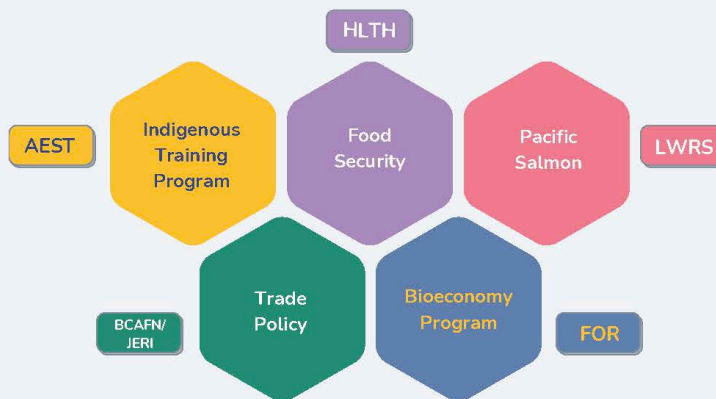 HLTH
AEST
Indigenous
Training
Program
Food
Security
Pacific
Salmon
LWRS
BCAFN/
JERI
Trade
Policy
Bioeconomy
Program
FOR